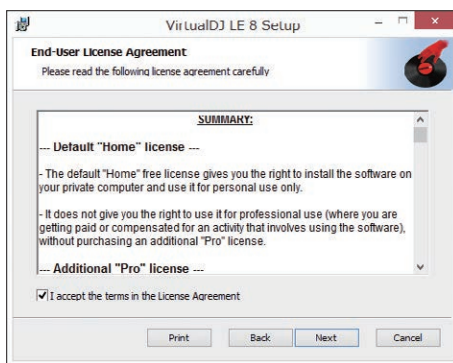 VirtualDJ LE 8 Setup
End-User License Agreement
Please read the following license agreement carefully
SUMMARY:
--- Default "Home" license ---
- The default "Home" free license gives you the right to install the software on
your private computer and use it for personal use only.
- It does not give you the right to use it for professional use (where you are
getting paid or compensated for an activity that involves using the software),
without purchasing an additional "Pro" license.
--- Additional "Pro" license ---
I accept the terms in the License Agreement
Print Back Next Cancel